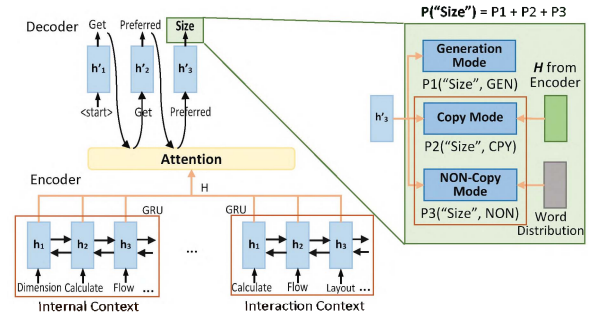 Decoder
Get
Preferred
Size
h'1
h'2
h'3
<start>
Get
Preferred
Attention
Encoder
H
GRU
GRU
h1
h2
h3
...
h1
h2
h3
Dimension
Calculate
Flow
...
Calculate
Flow
Layout
...
Internal Context
Interaction Context
P("Size") = P1 + P2 + P3
Generation
Mode
P1("Size", GEN)
H from
Encoder
h'3
Copy Mode
P2("Size", CPY)
NON-Copy
Mode
P3("Size", NON)
Word
Distribution